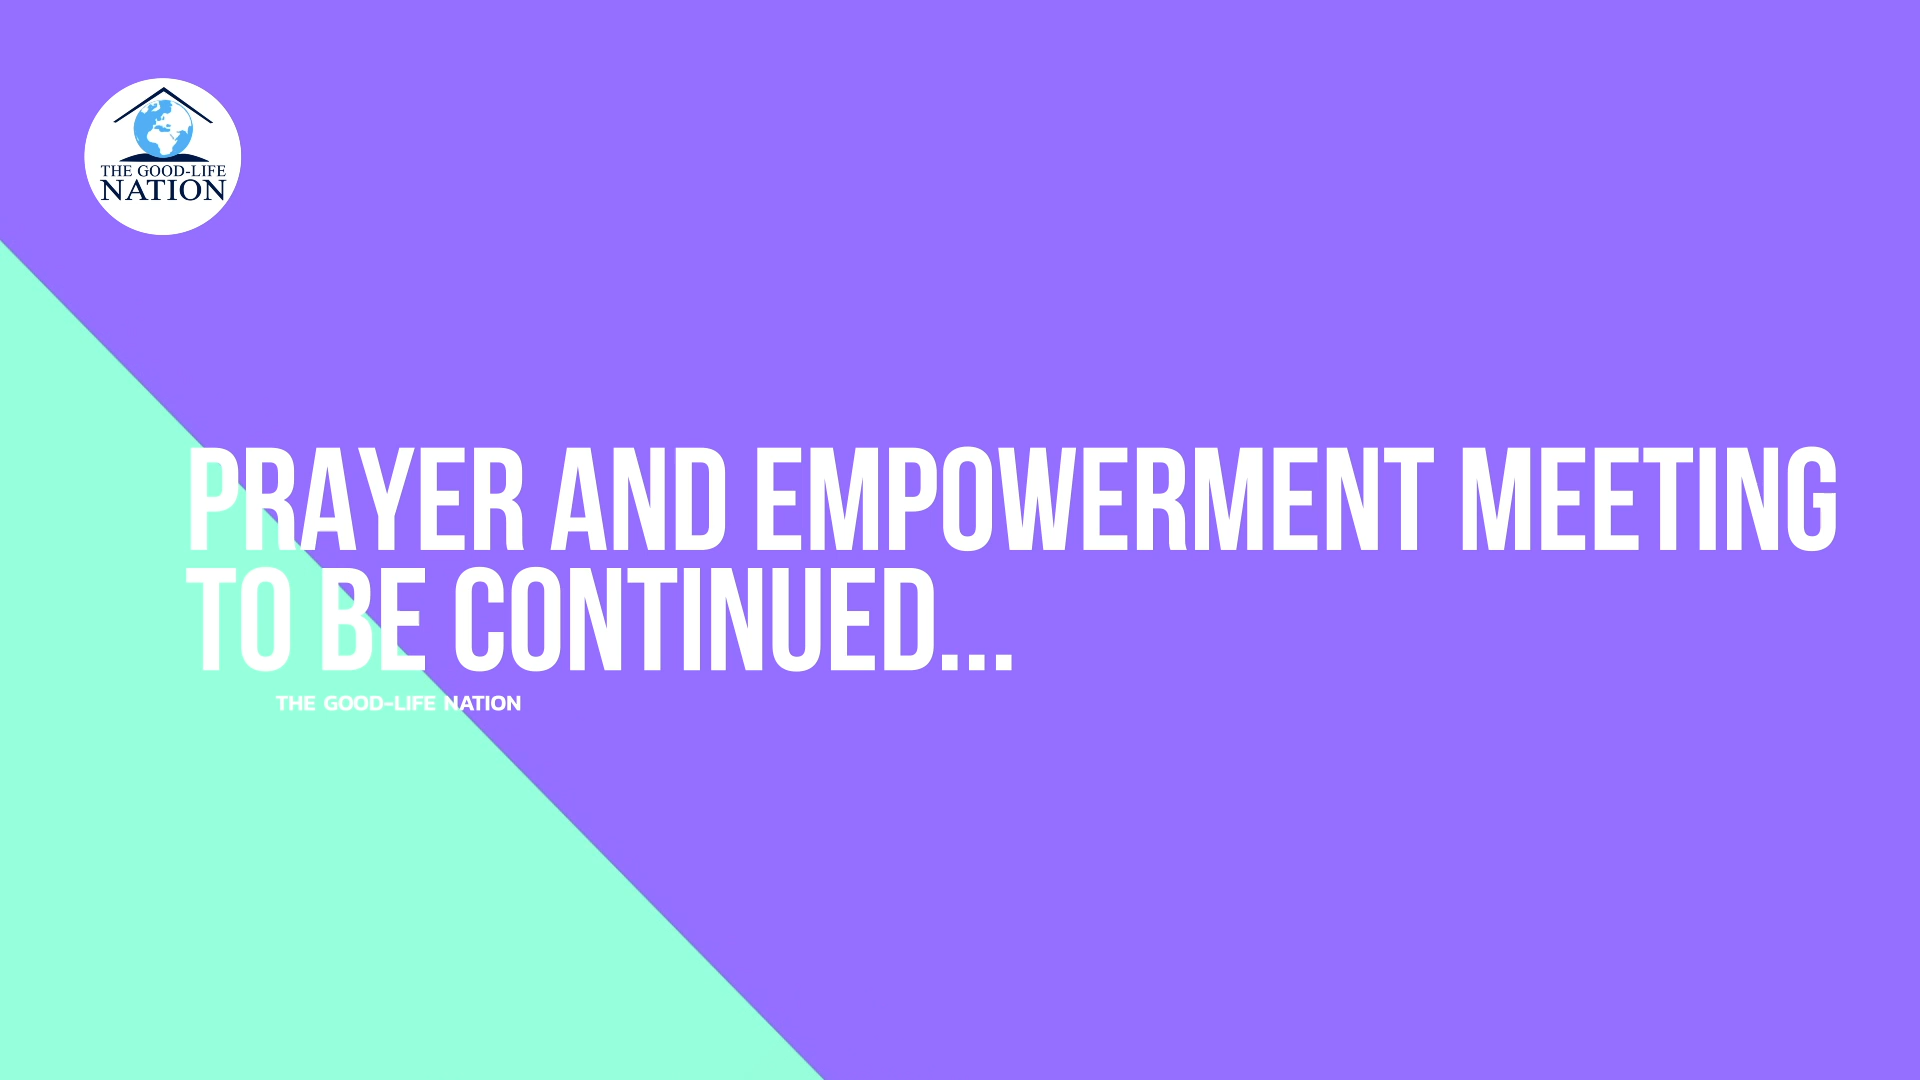 THE GOOD-LIFE
NATION
PRAYER AND EMPOWERMENT MEETING
TO BE CONTINUED...
THE GOOD-LIFE NATION